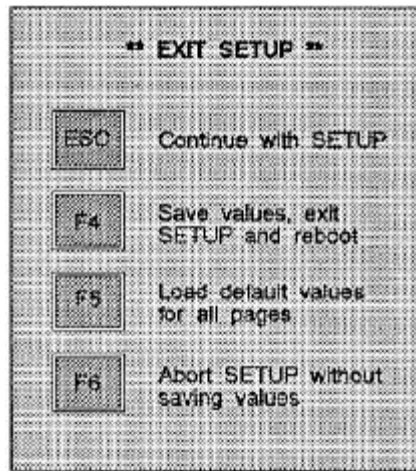 ** EXIT SETUP **
ESC Continue with SETUP
F4 Save values, exit
SETUP and reboot
F5 Load default values
for all pages
F6 Abort SETUP without
saving values